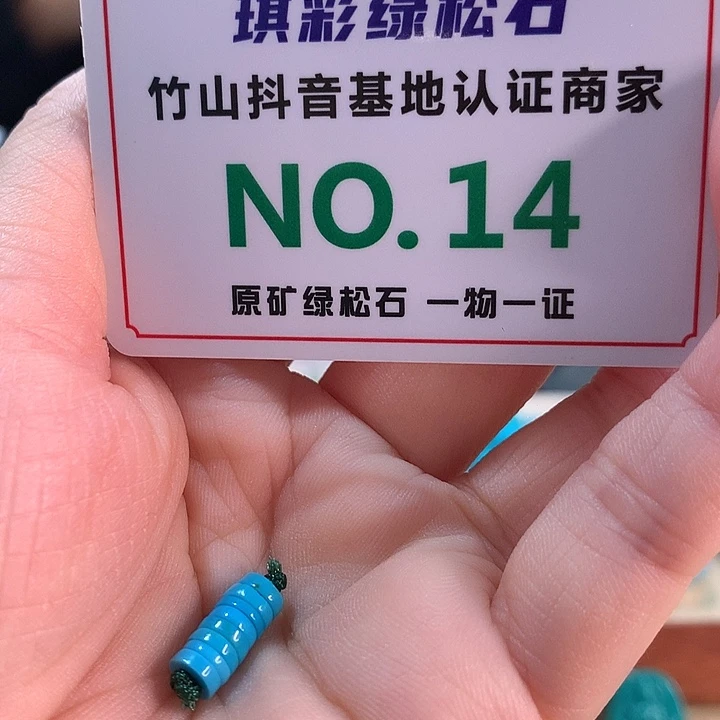 琪彩绿松石
竹山抖音基地认证商家
NO.14
原矿绿松石 一物一证